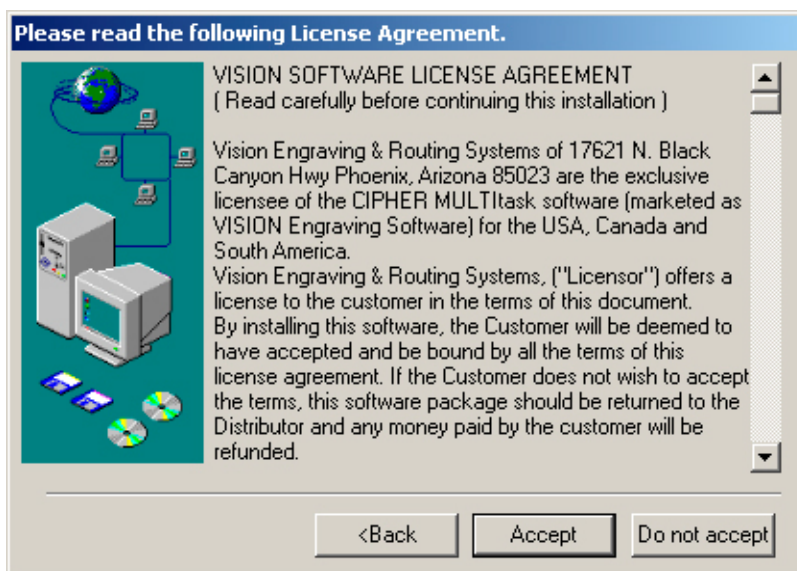 Please read the following License Agreement.
VISION SOFTWARE LICENSE AGREEMENT
( Read carefully before continuing this installation )
Vision Engraving & Routing Systems of 17621 N. Black
Canyon Hwy Phoenix, Arizona 85023 are the exclusive
licensee of the CIPHER MULTItask software (marketed as
VISION Engraving Software) for the USA, Canada and
South America.
Vision Engraving & Routing Systems, ("Licensor") offers a
license to the customer in the terms of this document.
By installing this software, the Customer will be deemed to
have accepted and be bound by all the terms of this
license agreement. If the Customer does not wish to accept
the terms, this software package should be returned to the
Distributor and any money paid by the customer will be
refunded.
<Back
Accept
Do not accept